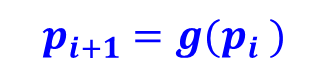 p_{i+1} = g(p_i )